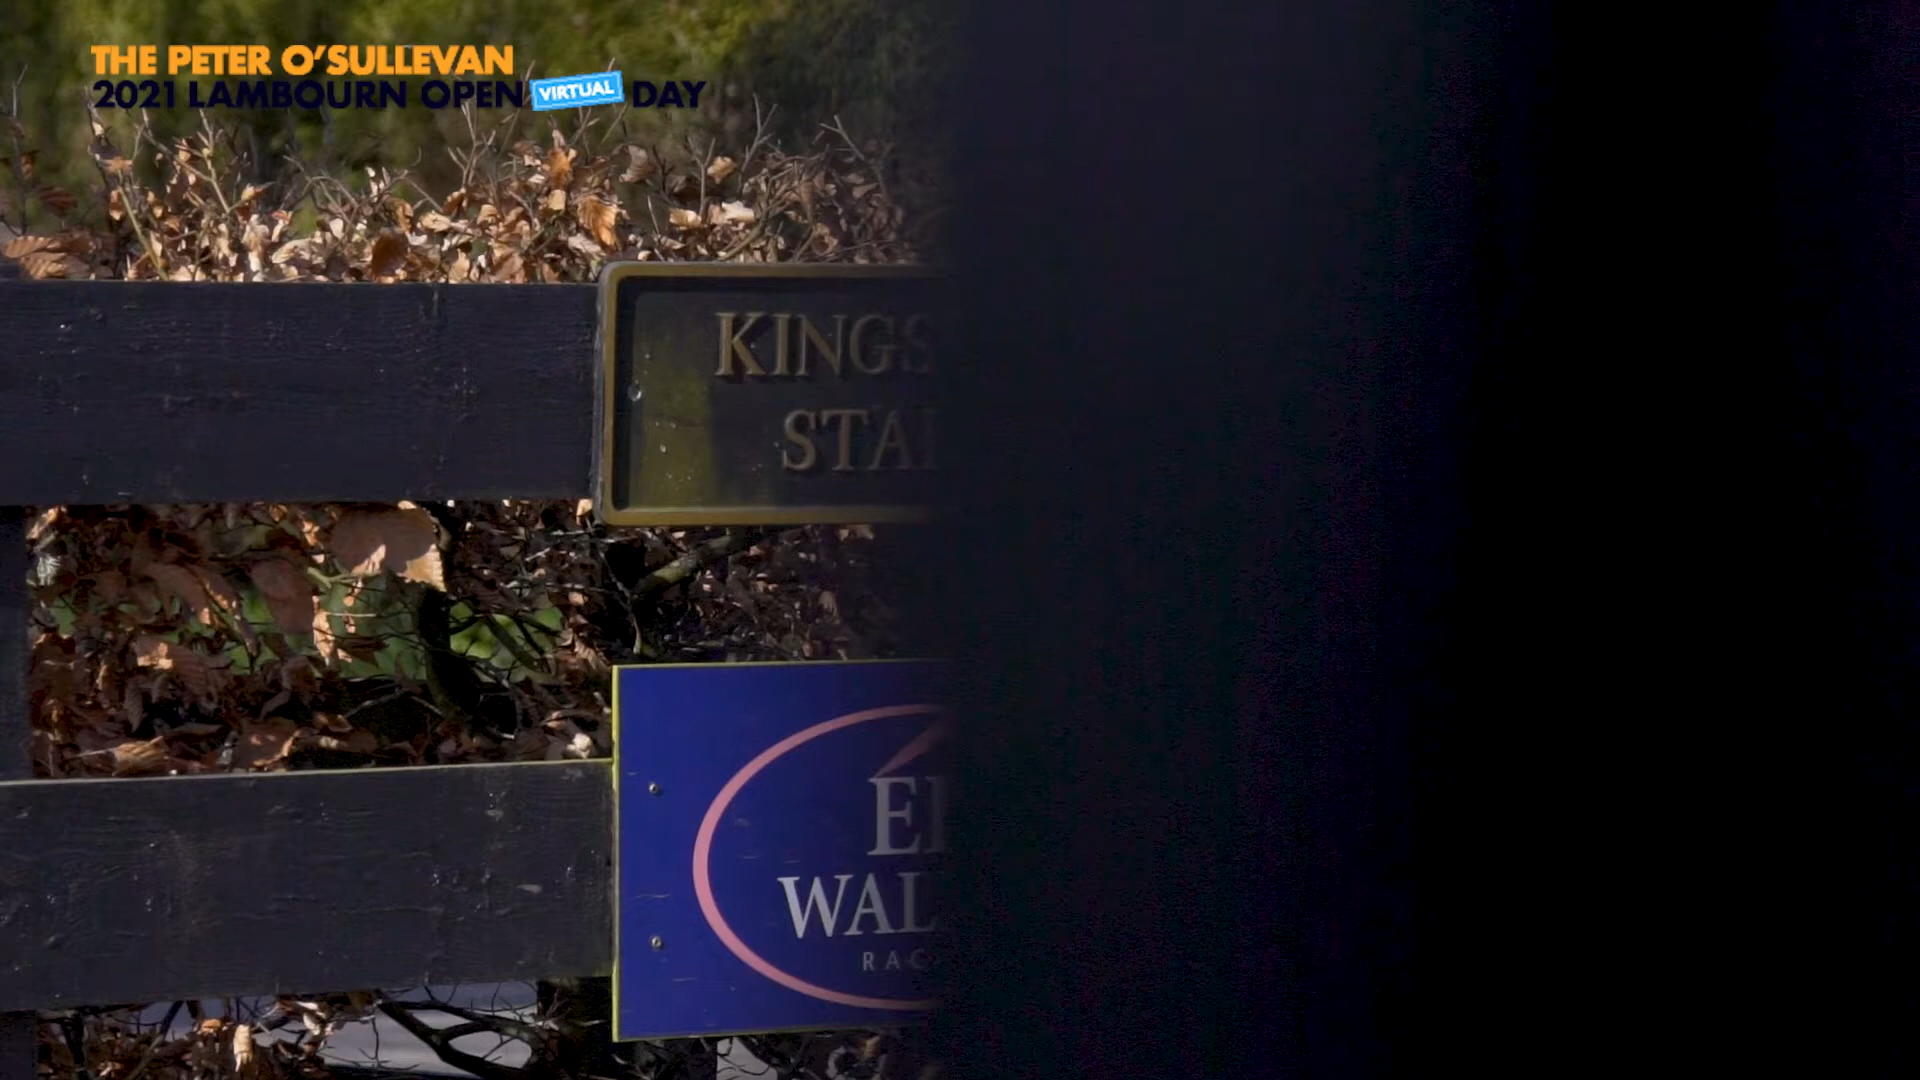 THE PETER O'SULLEVAN
2021 LAMBOURN OPEN VIRTUAL DAY
KINGS
STA
WAL
RAC